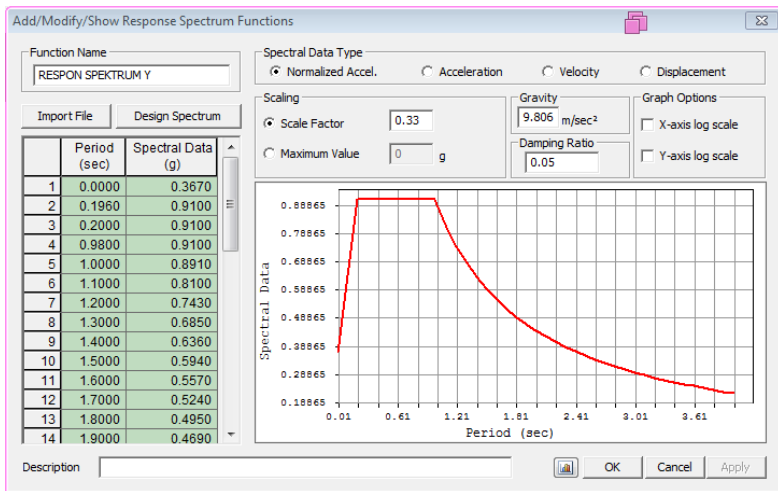 Add/Modify/Show Response Spectrum Functions
Function Name
RESPON SPEKTRUM Y
Import File
Design Spectrum
Spectral Data Type
Normalized Accel.
Acceleration
Velocity
Displacement
Scaling
Scale Factor
0.33
Maximum Value
0
g
Gravity
9.806 m/sec²
Damping Ratio
0.05
Graph Options
X-axis log scale
Y-axis log scale
Period (sec) Spectral Data (g)
1 0.0000 0.3670
2 0.1960 0.9100
3 0.2000 0.9100
4 0.9800 0.9100
5 1.0000 0.8910
6 1.1000 0.8100
7 1.2000 0.7430
8 1.3000 0.6850
9 1.4000 0.6360
10 1.5000 0.5940
11 1.6000 0.5570
12 1.7000 0.5240
13 1.8000 0.4950
14 1.9000 0.4690
Spectral Data
0.88865
0.78865
0.68865
0.58865
0.48865
0.38865
0.28865
0.18865
0.01 0.61 1.21 1.81 2.41 3.01 3.61
Period (sec)
Description
OK
Cancel
Apply